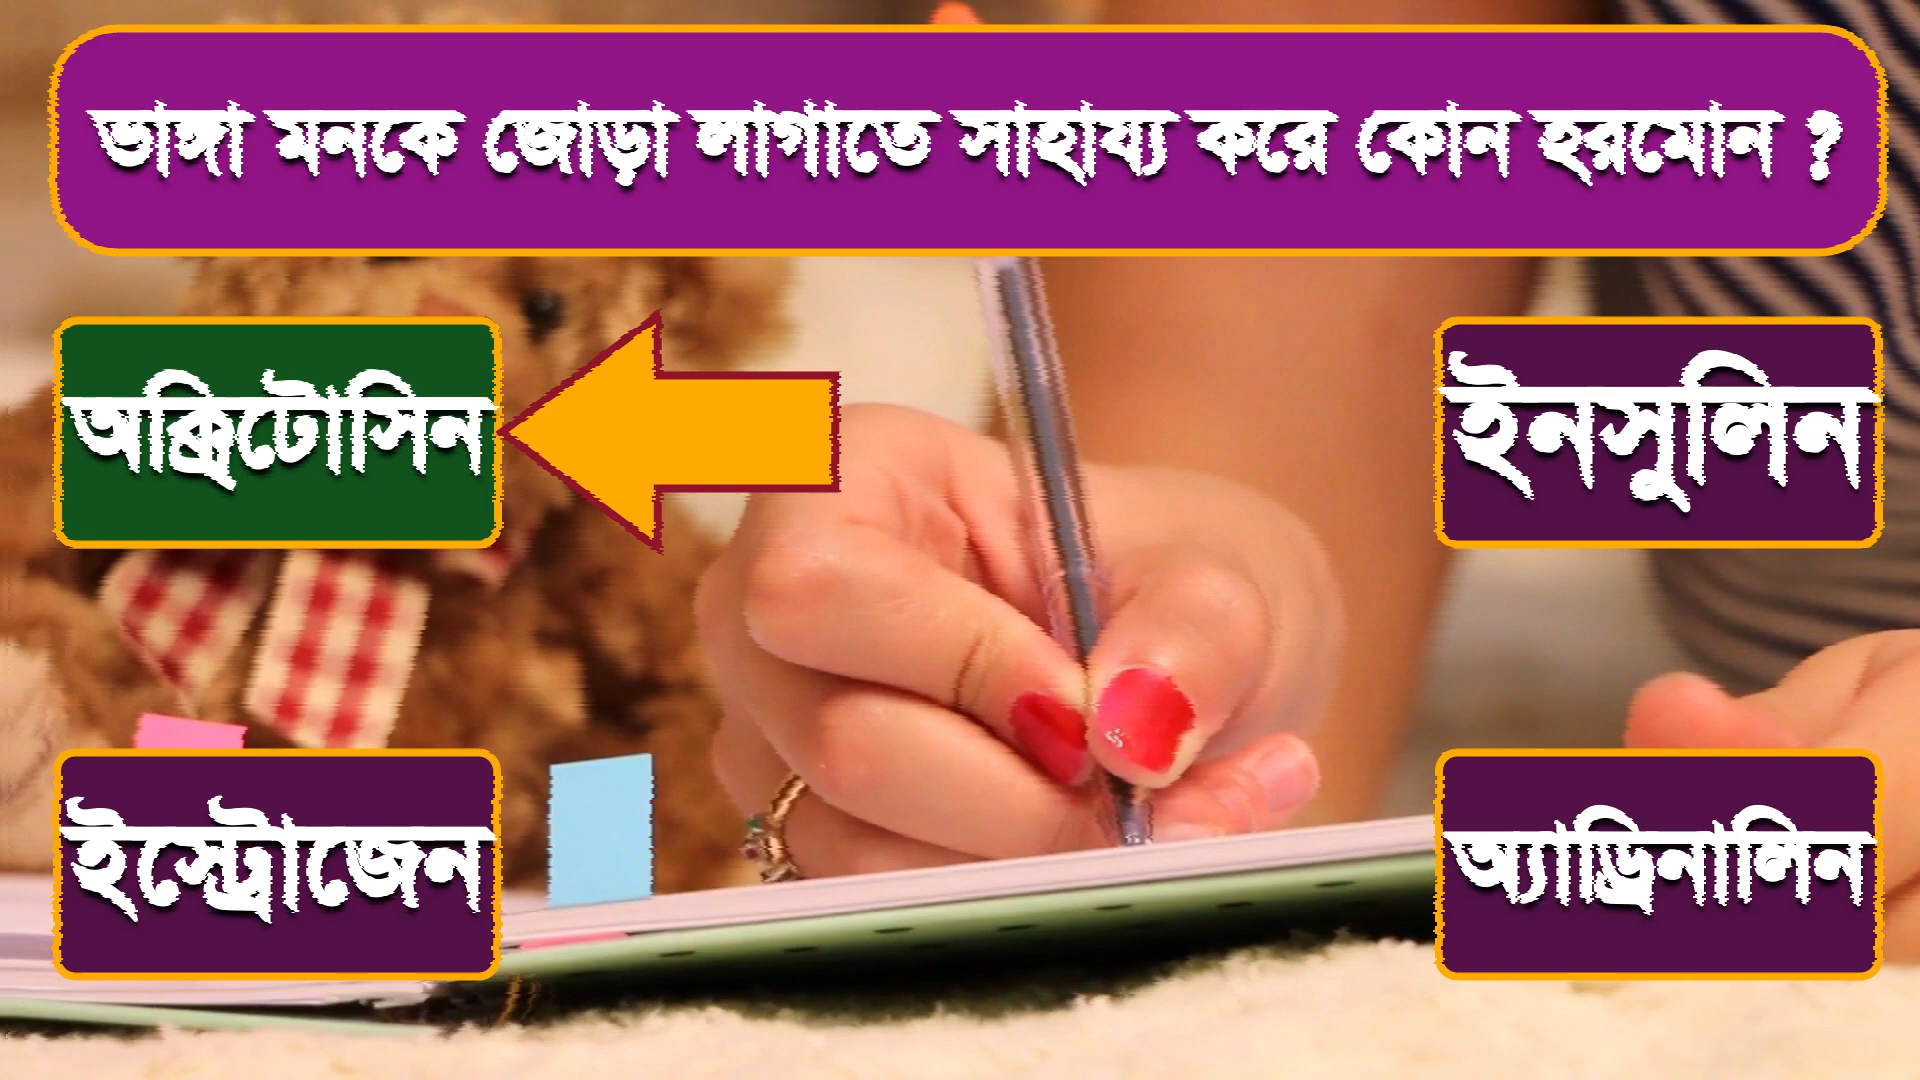 ভাঙ্গা মনকে জোড়া লাগাতে সাহায্য করে কোন হরমোন ?
অক্সিটোসিন
ইনসুলিন
ইস্ট্রোজেন
অ্যাড্রিনালিন